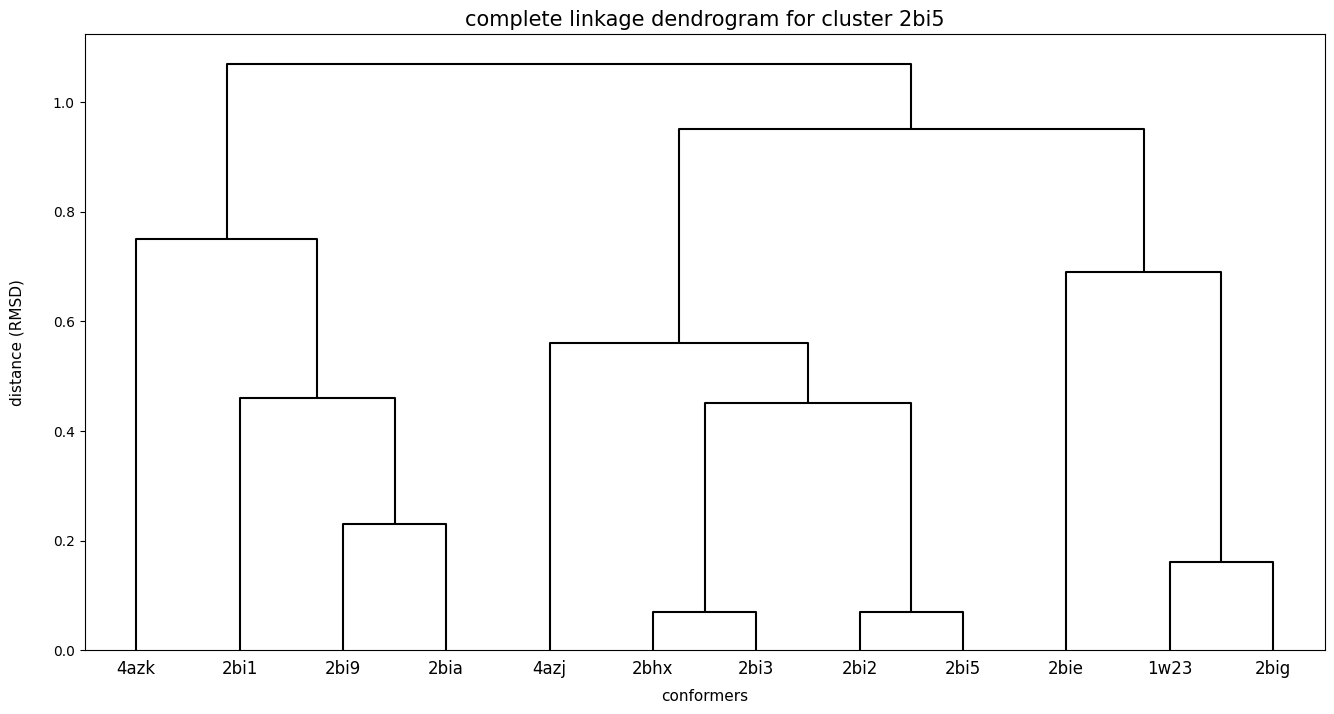 complete linkage dendrogram for cluster 2bi5
distance (RMSD)
1.0
0.8
0.6
0.4
0.2
0.0
4azk 2bi1 2bi9 2bia 4azj 2bhx 2bi3 2bi2 2bi5 2bie 1w23 2big
conformers